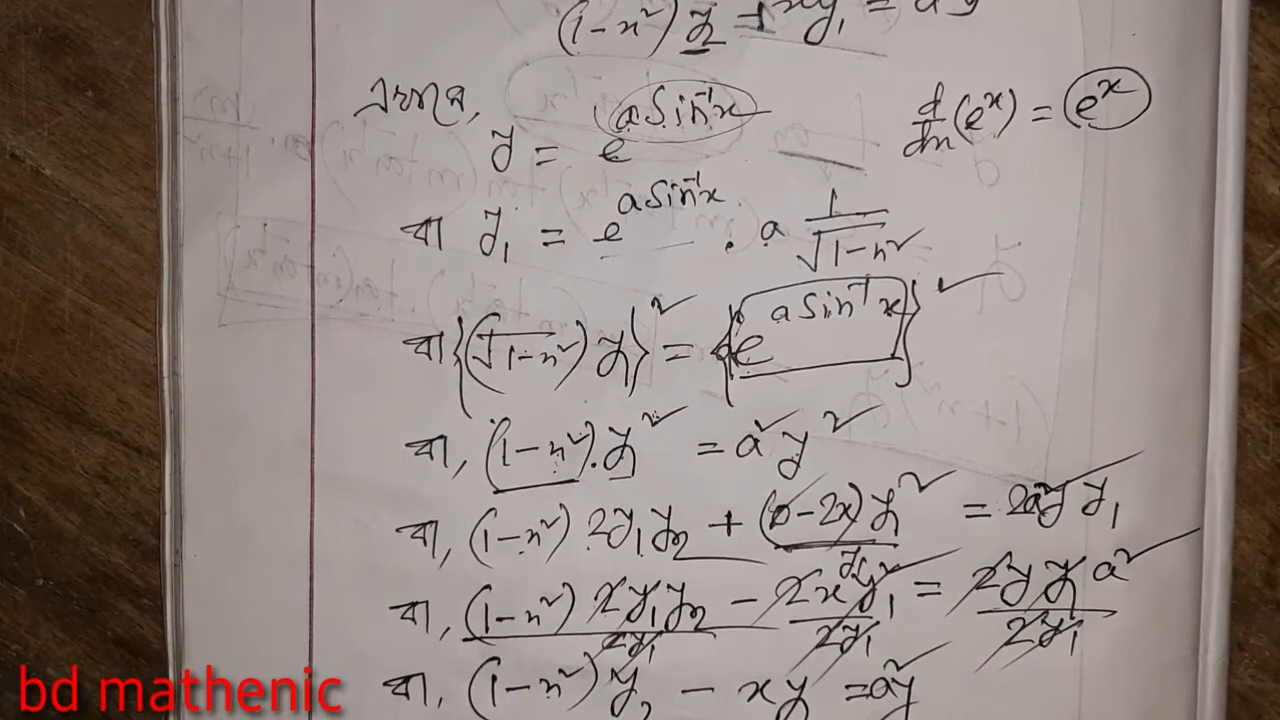 (1-x²) y₂ - xy₁ = a²y
এখানে,
y = e^(a sin⁻¹x) d/dx (eˣ) = eˣ
বা y₁ = e^(a sin⁻¹x) . a 1/√(1-x²)
বা {(√(1-x²)) y₁}² = {a e^(a sin⁻¹x)}²
বা, (1-x²).y₁² = a²y²
বা, (1-x²) 2y₁y₂ + (0-2x) y₁² = 2a²y y₁
বা, (1-x²) 2y₁y₂ / 2y₁ - 2xy₁² / 2y₁ = 2y y₁ a² / 2y₁
বা, (1-x²) y₂ - xy₁ = a²y
bd mathenic